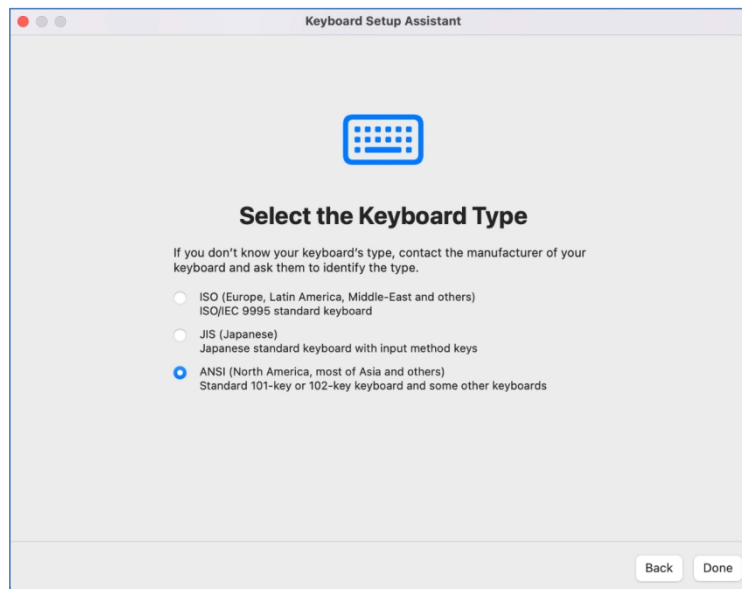 Keyboard Setup Assistant
Select the Keyboard Type
If you don't know your keyboard's type, contact the manufacturer of your
keyboard and ask them to identify the type.
ISO (Europe, Latin America, Middle-East and others)
ISO/IEC 9995 standard keyboard
JIS (Japanese)
Japanese standard keyboard with input method keys
ANSI (North America, most of Asia and others)
Standard 101-key or 102-key keyboard and some other keyboards
Back Done